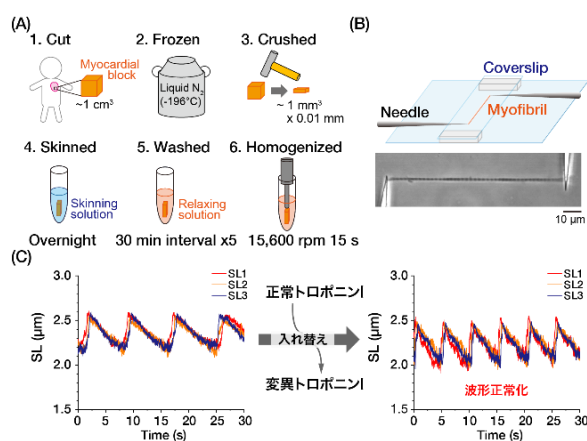 (A)
1. Cut
Myocardial
block
~1 cm³
2. Frozen
Liquid N₂
(-196°C)
3. Crushed
~ 1 mm³
x 0.01 mm
4. Skinned
Skinning
solution
Overnight
5. Washed
Relaxing
solution
30 min interval x5
6. Homogenized
15,600 rpm 15 s
(B)
Coverslip
Needle
Myofibril
10 μm
(C)
SL (μm)
3.0
2.5
2.0
1.5
0 5 10 15 20 25 30
Time (s)
SL1
SL2
SL3
正常トロポニンI
入れ替え
変異トロポニンI
SL (μm)
3.0
2.5
2.0
1.5
0 5 10 15 20 25 30
Time (s)
SL1
SL2
SL3
波形正常化